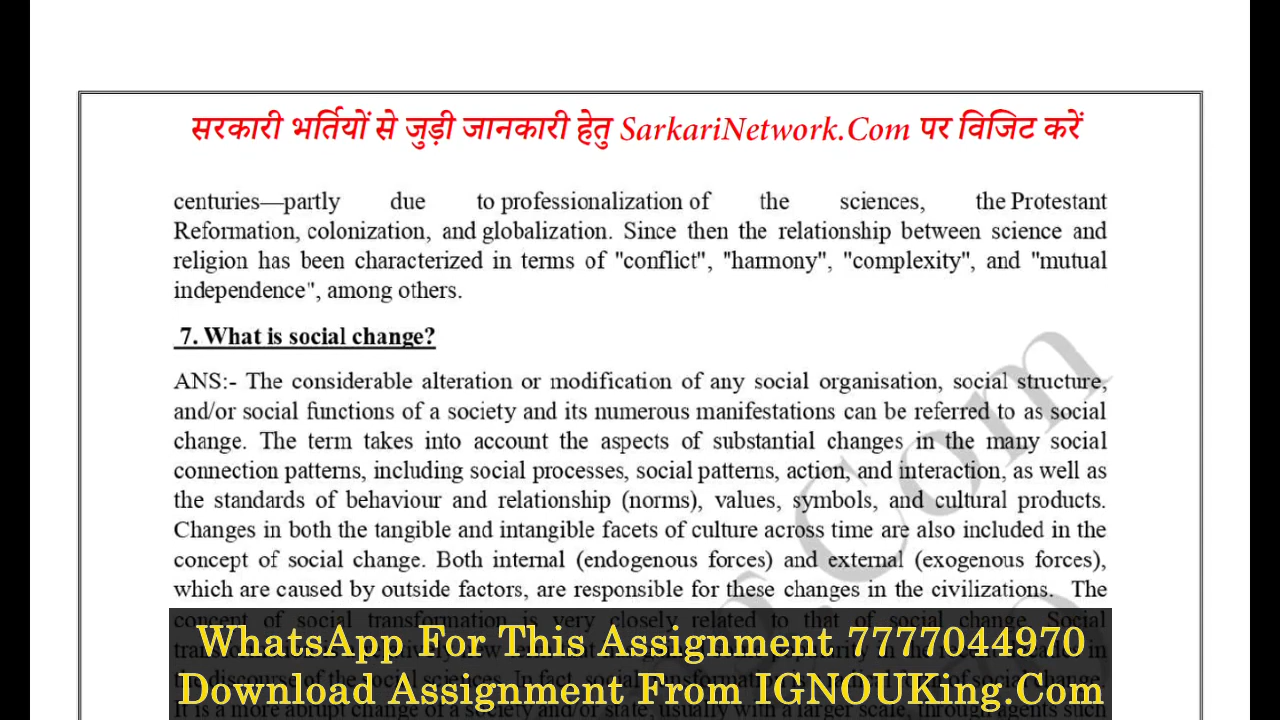 सरकारी भर्तियों से जुड़ी जानकारी हेतु SarkariNetwork.Com पर विजिट करें
centuries—partly due to professionalization of the sciences, the Protestant
Reformation, colonization, and globalization. Since then the relationship between science and
religion has been characterized in terms of "conflict", "harmony", "complexity", and "mutual
independence", among others.
7. What is social change?
ANS:- The considerable alteration or modification of any social organisation, social structure,
and/or social functions of a society and its numerous manifestations can be referred to as social
change. The term takes into account the aspects of substantial changes in the many social
connection patterns, including social processes, social patterns, action, and interaction, as well as
the standards of behaviour and relationship (norms), values, symbols, and cultural products.
Changes in both the tangible and intangible facets of culture across time are also included in the
concept of social change. Both internal (endogenous forces) and external (exogenous forces),
which are caused by outside factors, are responsible for these changes in the civilizations. The
concept of social transformation is very closely related to that of social change. Social
WhatsApp For This Assignment 7777044970
Download Assignment From IGNOUKing.Com
It is a more abrupt change of a society and/or state, usually with a larger scale, through agents such